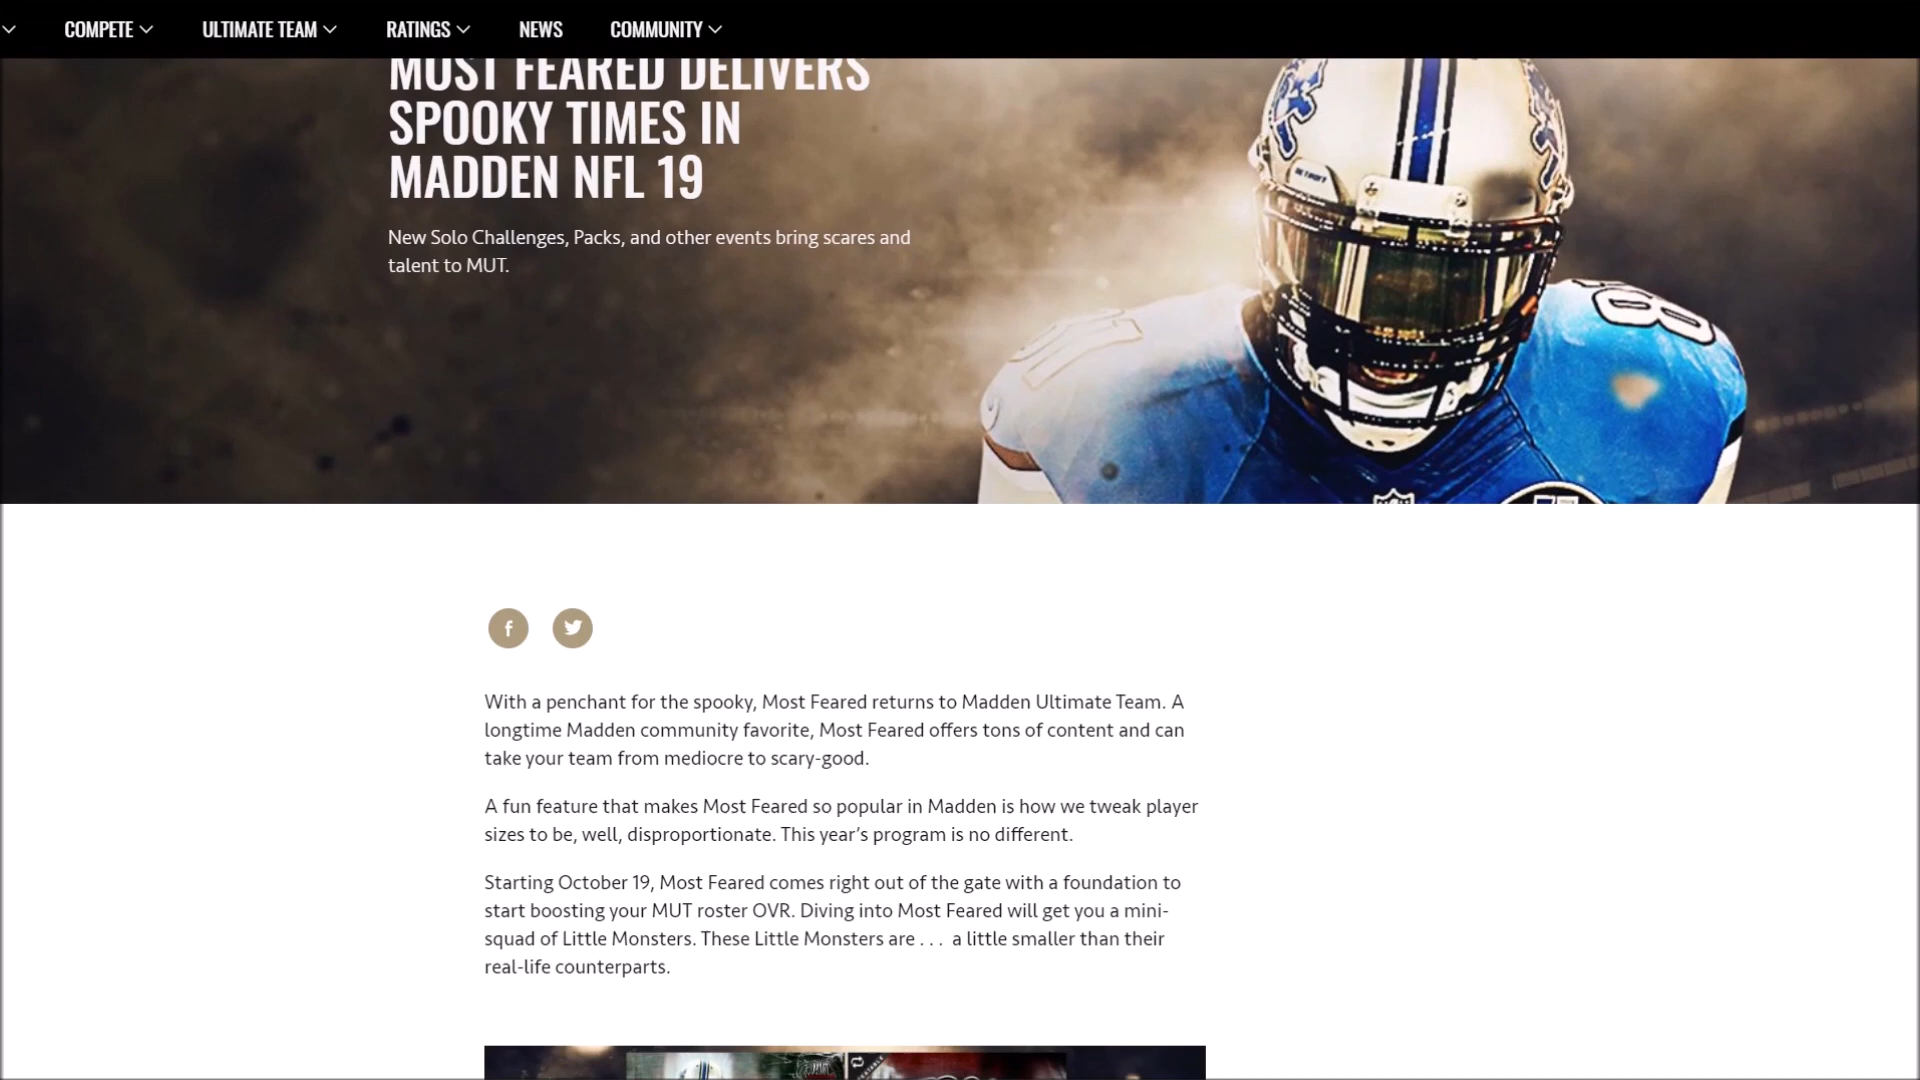 COMPETE ULTIMATE TEAM RATINGS NEWS COMMUNITY
MOST FEARED DELIVERS
SPOOKY TIMES IN
MADDEN NFL 19
New Solo Challenges, Packs, and other events bring scares and
talent to MUT.
DETROIT
8
With a penchant for the spooky, Most Feared returns to Madden Ultimate Team. A
longtime Madden community favorite, Most Feared offers tons of content and can
take your team from mediocre to scary-good.
A fun feature that makes Most Feared so popular in Madden is how we tweak player
sizes to be, well, disproportionate. This year’s program is no different.
Starting October 19, Most Feared comes right out of the gate with a foundation to
start boosting your MUT roster OVR. Diving into Most Feared will get you a mini-
squad of Little Monsters. These Little Monsters are . . .  a little smaller than their
real-life counterparts.